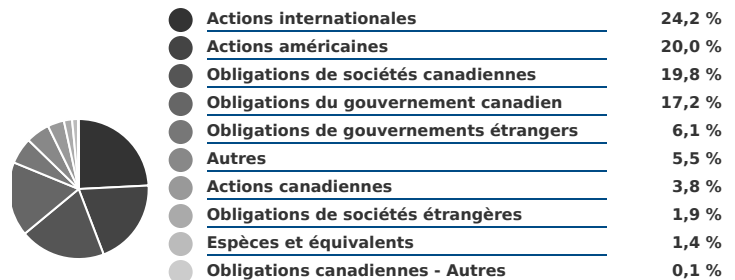 Actions internationales 24,2 %
Actions américaines 20,0 %
Obligations de sociétés canadiennes 19,8 %
Obligations du gouvernement canadien 17,2 %
Obligations de gouvernements étrangers 6,1 %
Autres 5,5 %
Actions canadiennes 3,8 %
Obligations de sociétés étrangères 1,9 %
Espèces et équivalents 1,4 %
Obligations canadiennes - Autres 0,1 %